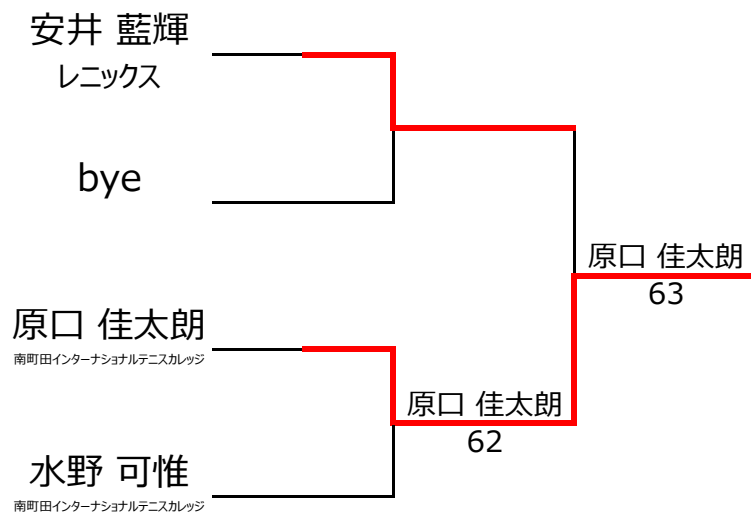 安井 藍輝
レニックス
bye
原口 佳太朗
63
原口 佳太朗
南町田インターナショナルテニスカレッジ
原口 佳太朗
62
水野 可惟
南町田インターナショナルテニスカレッジ